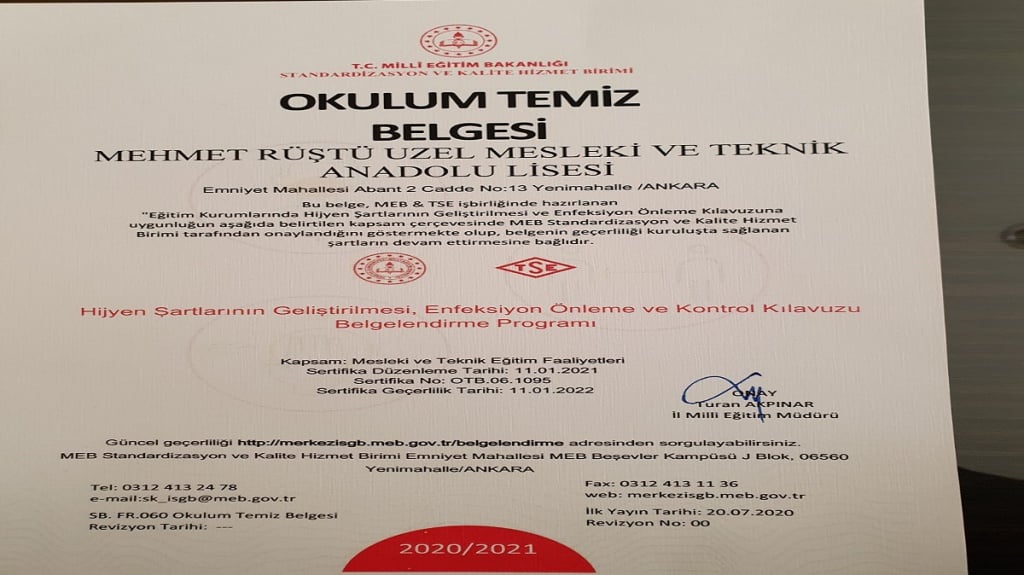 T.C. MİLLİ EĞİTİM BAKANLIĞI
STANDARDİZASYON VE KALİTE HİZMET BİRİMİ
OKULUM TEMİZ
BELGESİ
MEHMET RÜŞTÜ UZEL MESLEKİ VE TEKNİK
ANADOLU LİSESİ
Emniyet Mahallesi Abant 2 Cadde No:13 Yenimahalle /ANKARA
Bu belge, MEB & TSE işbirliğinde hazırlanan
"Eğitim Kurumlarında Hijyen Şartlarının Geliştirilmesi ve Enfeksiyon Önleme Kılavuzuna
uygunluğun aşağıda belirtilen kapsam çerçevesinde MEB Standardizasyon ve Kalite Hizmet
Birimi tarafından onaylandığını göstermekte olup, belgenin geçerliliği kuruluşta sağlanan
şartların devam ettirmesine bağlıdır.
TSE
Hijyen Şartlarının Geliştirilmesi, Enfeksiyon Önleme ve Kontrol Kılavuzu
Belgelendirme Programı
Kapsam: Mesleki ve Teknik Eğitim Faaliyetleri
Sertifika Düzenleme Tarihi: 11.01.2021
Sertifika No: OTB.06.1095
Sertifika Geçerlilik Tarihi: 11.01.2022
ONAY
Turan AKPINAR
İl Milli Eğitim Müdürü
Güncel geçerliliği http://merkezisgb.meb.gov.tr/belgelendirme adresinden sorgulayabilirsiniz.
MEB Standardizasyon ve Kalite Hizmet Birimi Emniyet Mahallesi MEB Beşevler Kampüsü J Blok, 06560
Yenimahalle/ANKARA
Tel: 0312 413 24 78
e-mail:sk_isgb@meb.gov.tr
Fax: 0312 413 11 36
web: merkezisgb.meb.gov.tr
SB. FR.060 Okulum Temiz Belgesi
Revizyon Tarihi: ---
İlk Yayın Tarihi: 20.07.2020
Revizyon No: 00
2020/2021